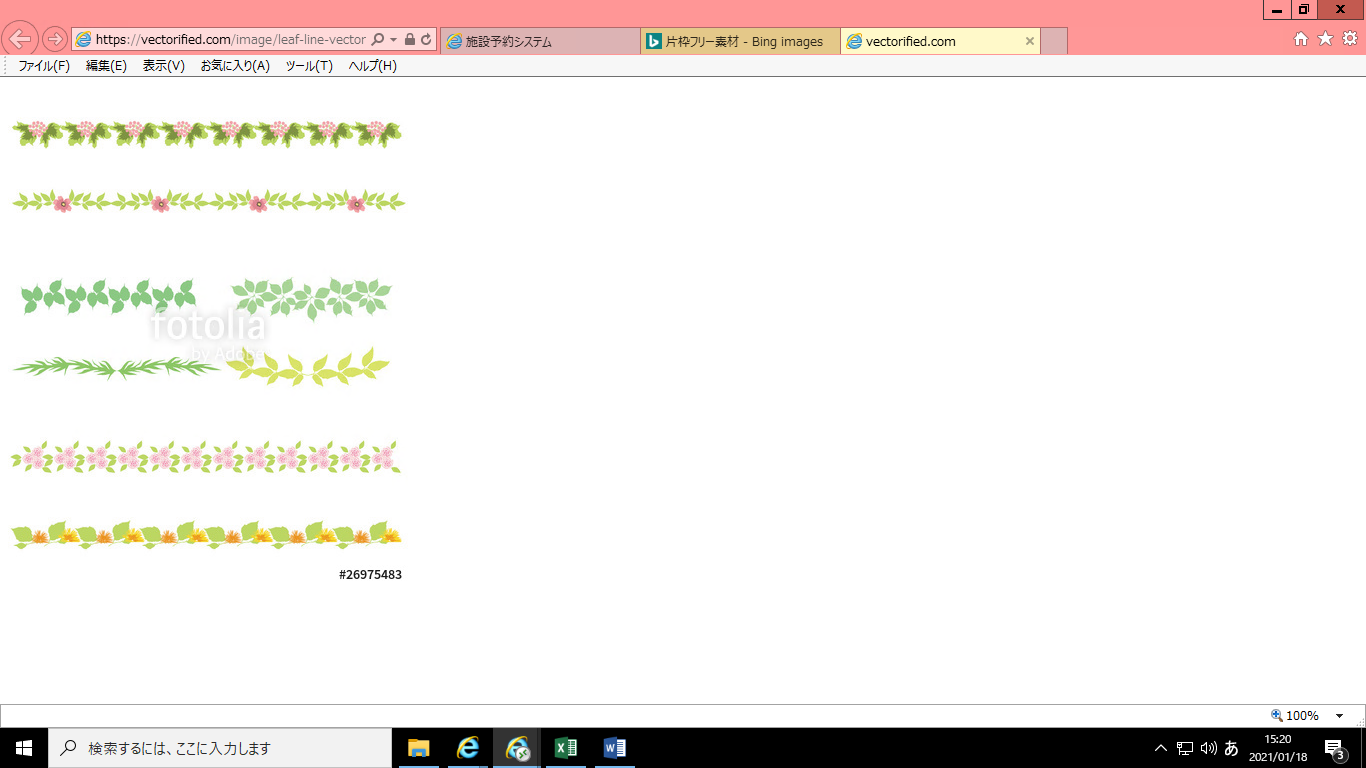 https://vectorified.com/image/leaf-line-vector
施設予約システム
片枠フリー素材 - Bing images
vectorified.com
ファイル(F) 編集(E) 表示(V) お気に入り(A) ツール(T) ヘルプ(H)
fotolia
by Adobe
#26975483
100%
検索するには、ここに入力します
あ
15:20
2021/01/18
3